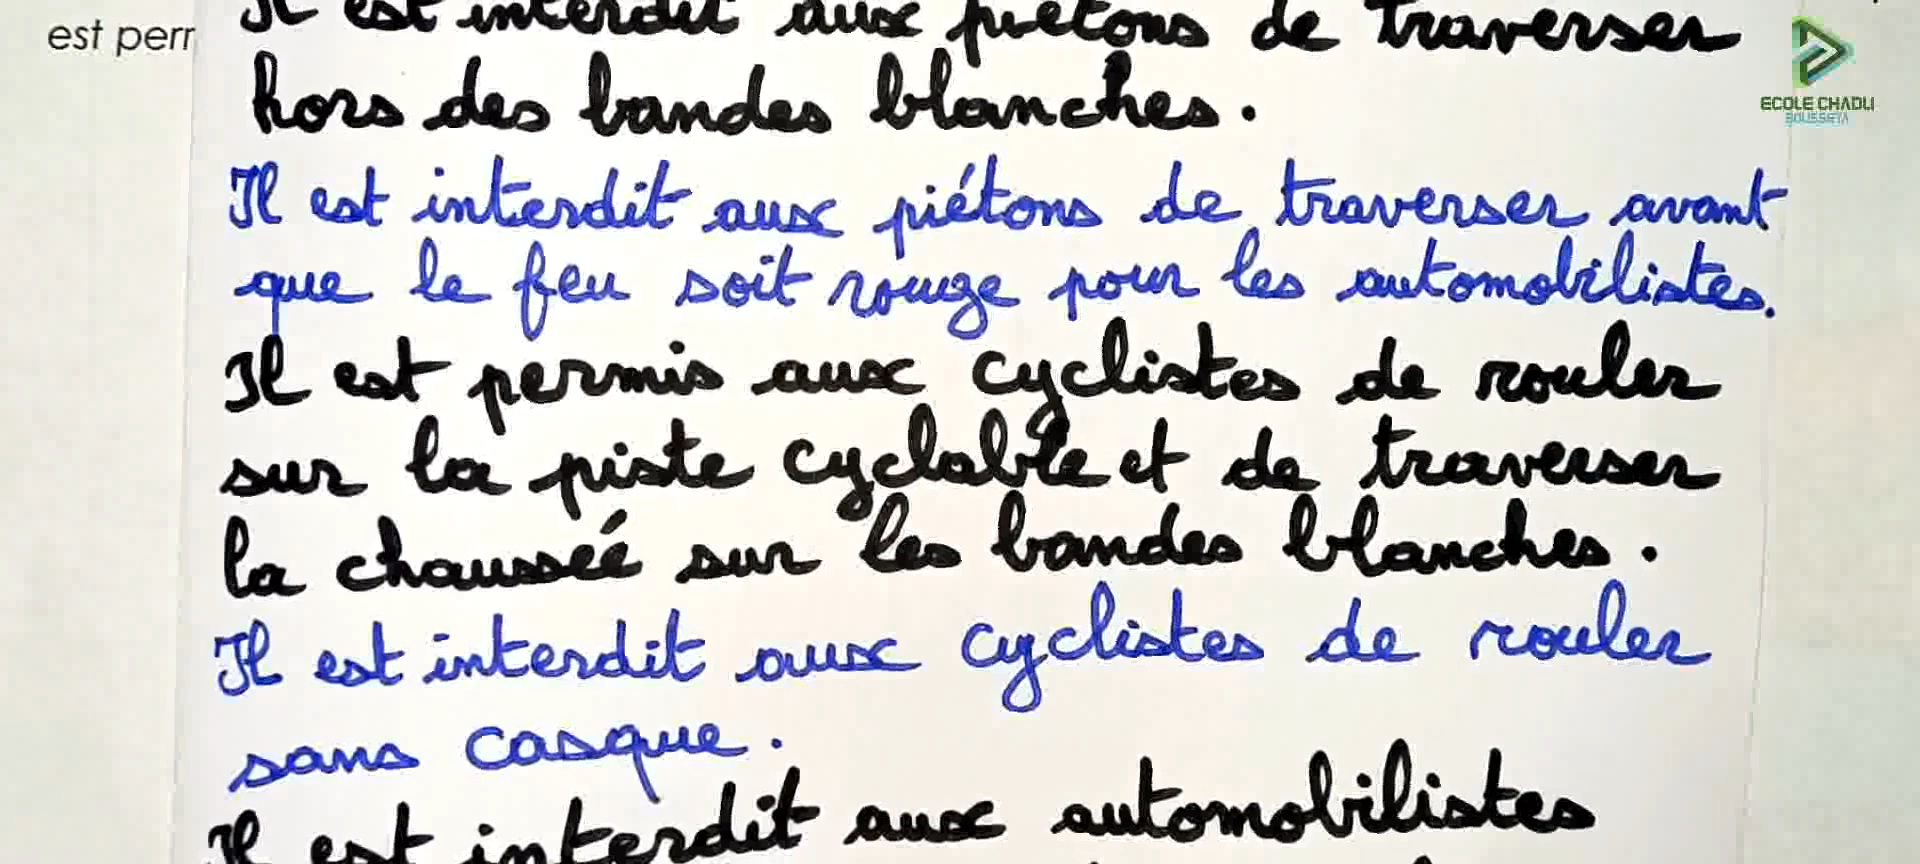 est perr
Il est interdit aux piétons de traverser
hors des bandes blanches.
Il est interdit aux piétons de traverser avant
que le feu soit rouge pour les automobilistes.
Il est permis aux cyclistes de rouler
sur la piste cyclable et de traverser
la chausséé sur les bandes blanches.
Il est interdit aux cyclistes de rouler
sans casque.
Il est interdit aux automobilistes
ECOLE CHADLI
BOUSSETA